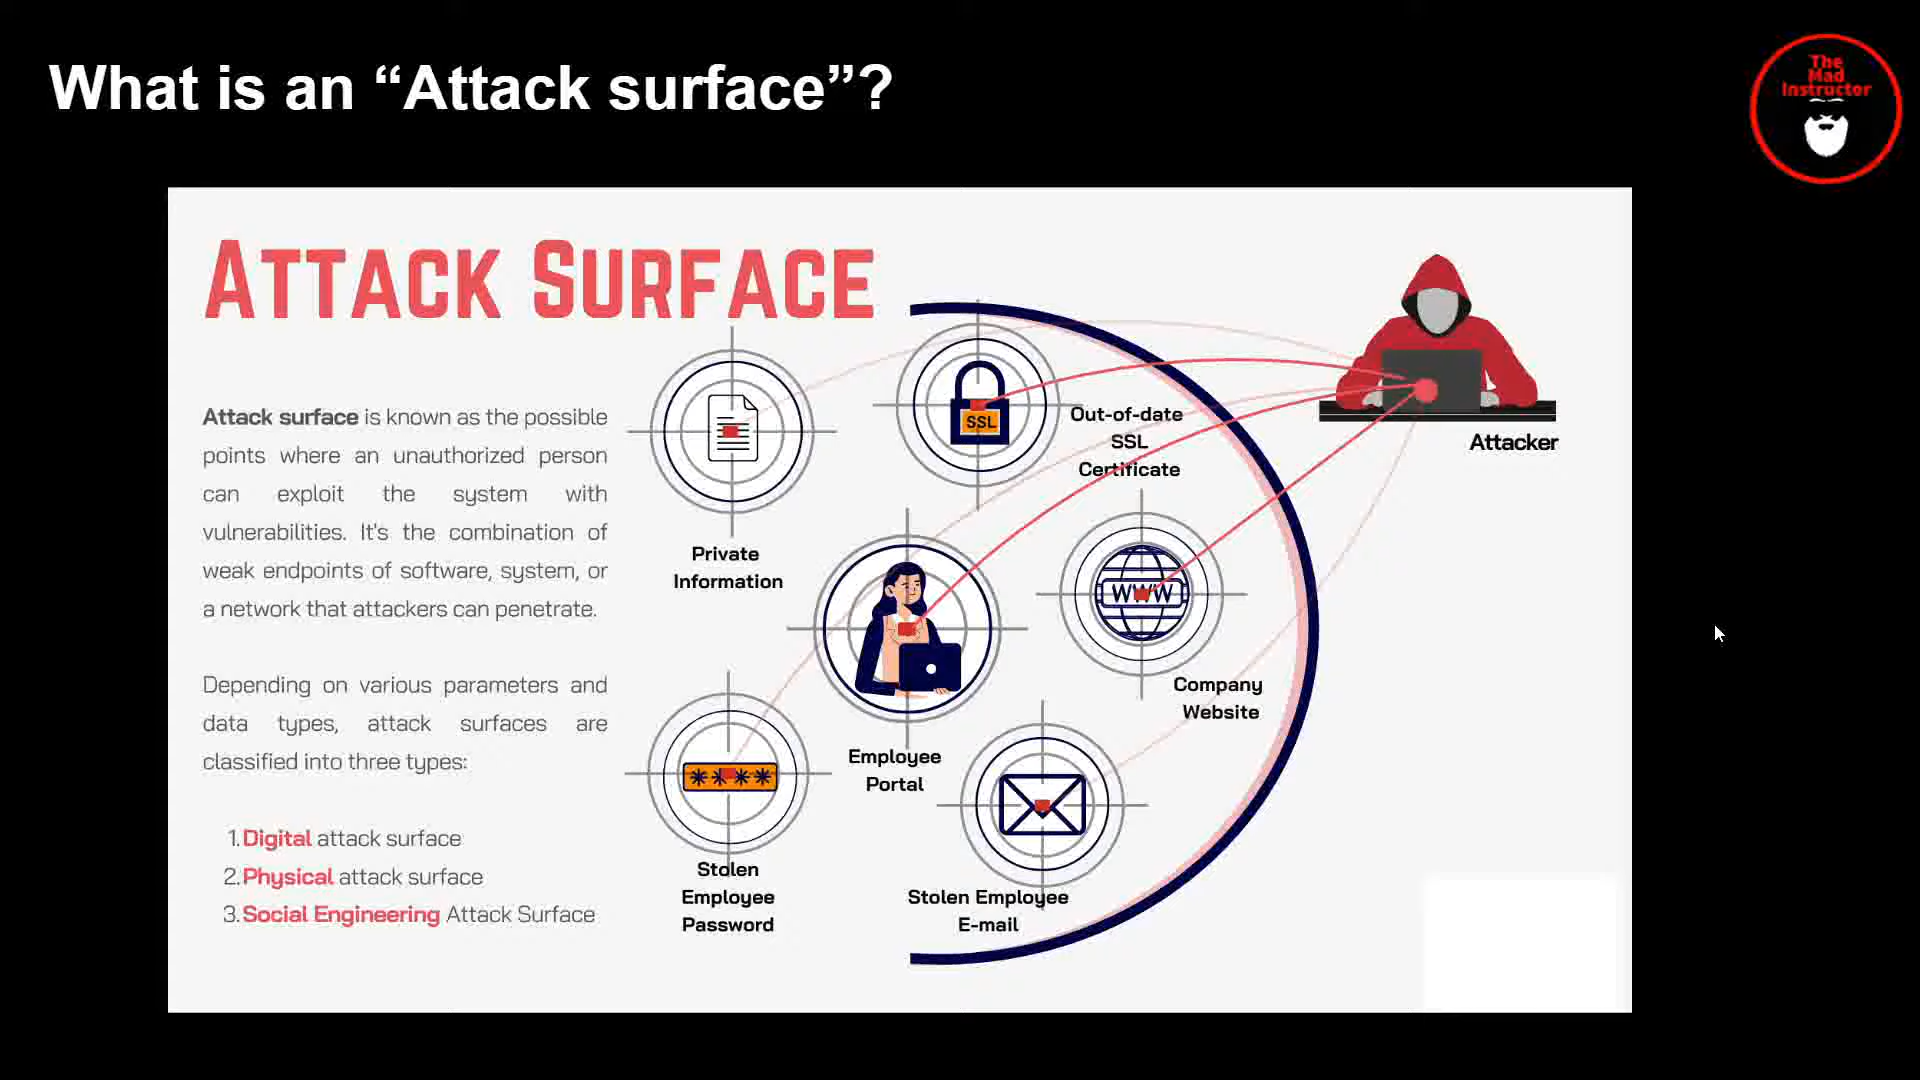 What is an “Attack surface”?
The
Mad
Instructor
ATTACK SURFACE
Attack surface is known as the possible
points where an unauthorized person
can exploit the system with
vulnerabilities. It's the combination of
weak endpoints of software, system, or
a network that attackers can penetrate.
Depending on various parameters and
data types, attack surfaces are
classified into three types:
1. Digital attack surface
2. Physical attack surface
3. Social Engineering Attack Surface
Private
Information
SSL
Out-of-date
SSL
Certificate
Attacker
Employee
Portal
WWW
Company
Website
****
Stolen
Employee
Password
Stolen Employee
E-mail